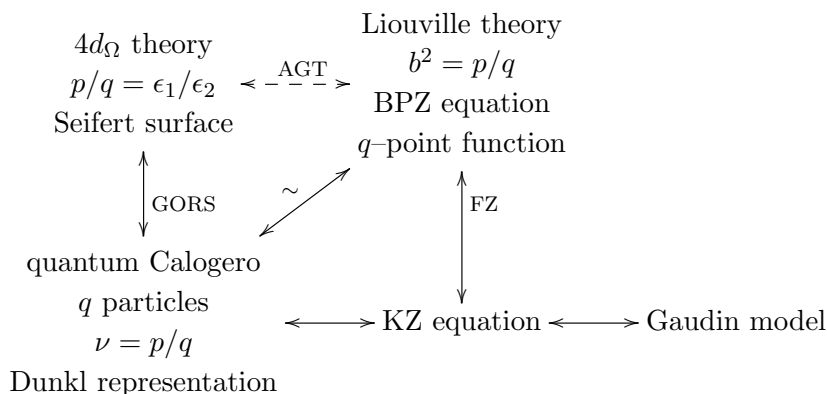 4d_Ω theory
p/q = ϵ₁/ϵ₂
Seifert surface
AGT
Liouville theory
b² = p/q
BPZ equation
q–point function
GORS
∼
FZ
quantum Calogero
q particles
ν = p/q
Dunkl representation
KZ equation
Gaudin model